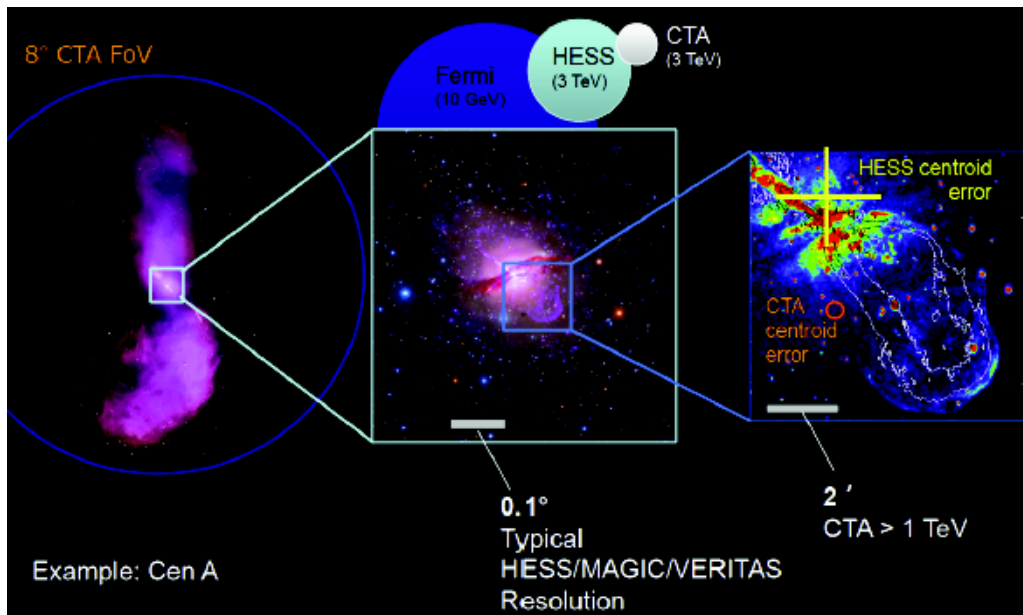 8° CTA FoV
Fermi
(10 GeV)
HESS
(3 TeV)
CTA
(3 TeV)
HESS centroid
error
CTA
centroid
error
0.1°
Typical
HESS/MAGIC/VERITAS
Resolution
2 ′
CTA > 1 TeV
Example: Cen A